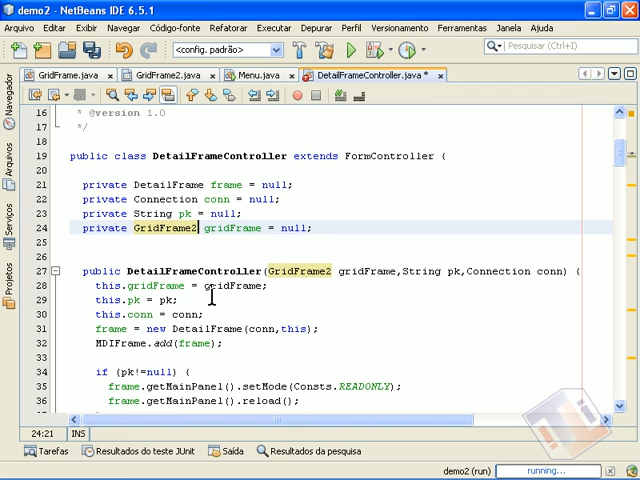 demo2 - NetBeans IDE 6.5.1
Arquivo Editar Exibir Navegar Código-fonte Refatorar Executar Depurar Perfil Versionamento Ferramentas Janela Ajuda
<config. padrão> Pesquisar (Ctrl+I)
GridFrame.java GridFrame2.java Menu.java DetailFrameController.java *
Navegador
Arquivos
Serviços
Projetos
16 * @version 1.0
17 */
18
19 public class DetailFrameController extends FormController {
20
21 private DetailFrame frame = null;
22 private Connection conn = null;
23 private String pk = null;
24 private GridFrame2 gridFrame = null;
25
26
27 public DetailFrameController(GridFrame2 gridFrame,String pk,Connection conn) {
28 this.gridFrame = gridFrame;
29 this.pk = pk;
30 this.conn = conn;
31 frame = new DetailFrame(conn,this);
32 MDIFrame.add(frame);
33
34 if (pk!=null) {
35 frame.getMainPanel().setMode(Consts.READONLY);
36 frame.getMainPanel().reload();
24:21 INS
Tarefas Resultados do teste JUnit Saída Resultados da pesquisa
demo2 (run) running...